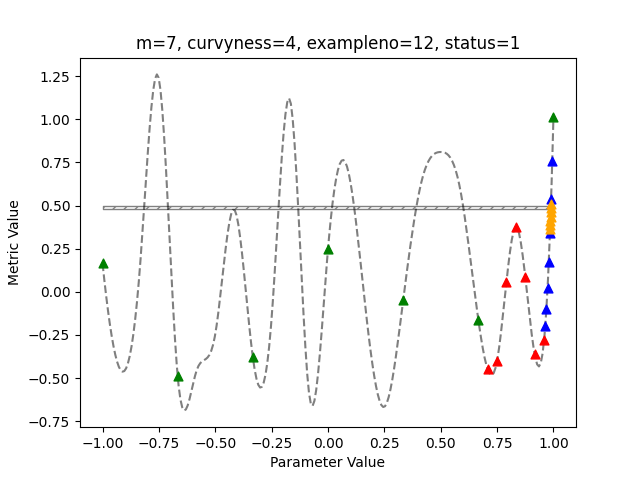 m=7, curvyness=4, exampleno=12, status=1
1.25
1.00
0.75
0.50
0.25
0.00
−0.25
−0.50
−0.75
Metric Value
−1.00 −0.75 −0.50 −0.25 0.00 0.25 0.50 0.75 1.00
Parameter Value